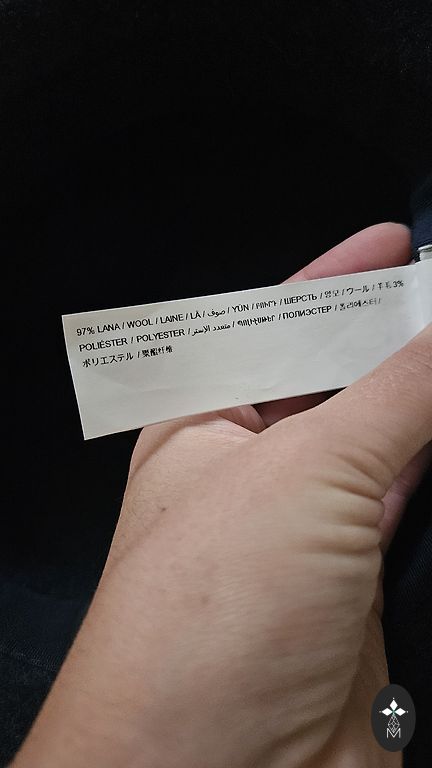 97% LANA / WOOL / LAINE / LÃ / صوف / YÜN / ԲՈՒՐԴ / ШЕРСТЬ / 양모 / ウール / 羊毛 3%
POLIÉSTER / POLYESTER / متعدد الاستر / ՊՈԼԻԷՍԹԵՐ / ПОЛИЭСТЕР / 폴리에스터 /
ポリエステル / 聚酯纤维
M